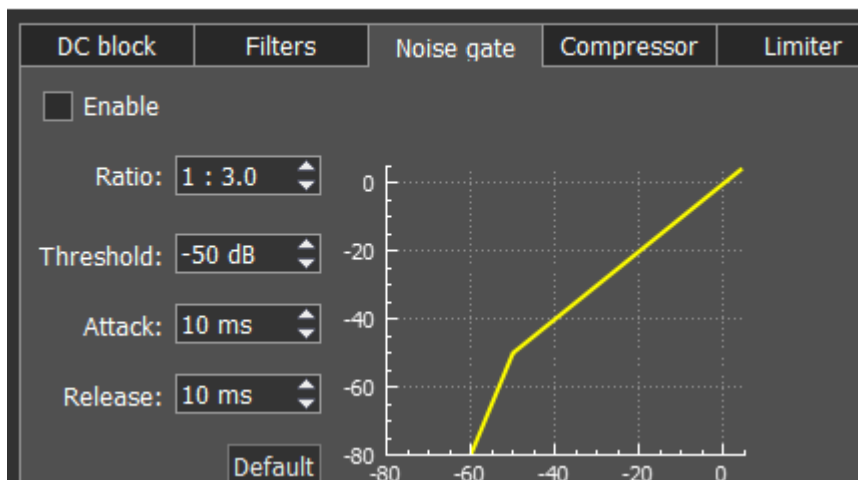 DC block Filters Noise gate Compressor Limiter
Enable
Ratio: 1 : 3.0
Threshold: -50 dB
Attack: 10 ms
Release: 10 ms
Default
0
-20
-40
-60
-80
-80 -60 -40 -20 0